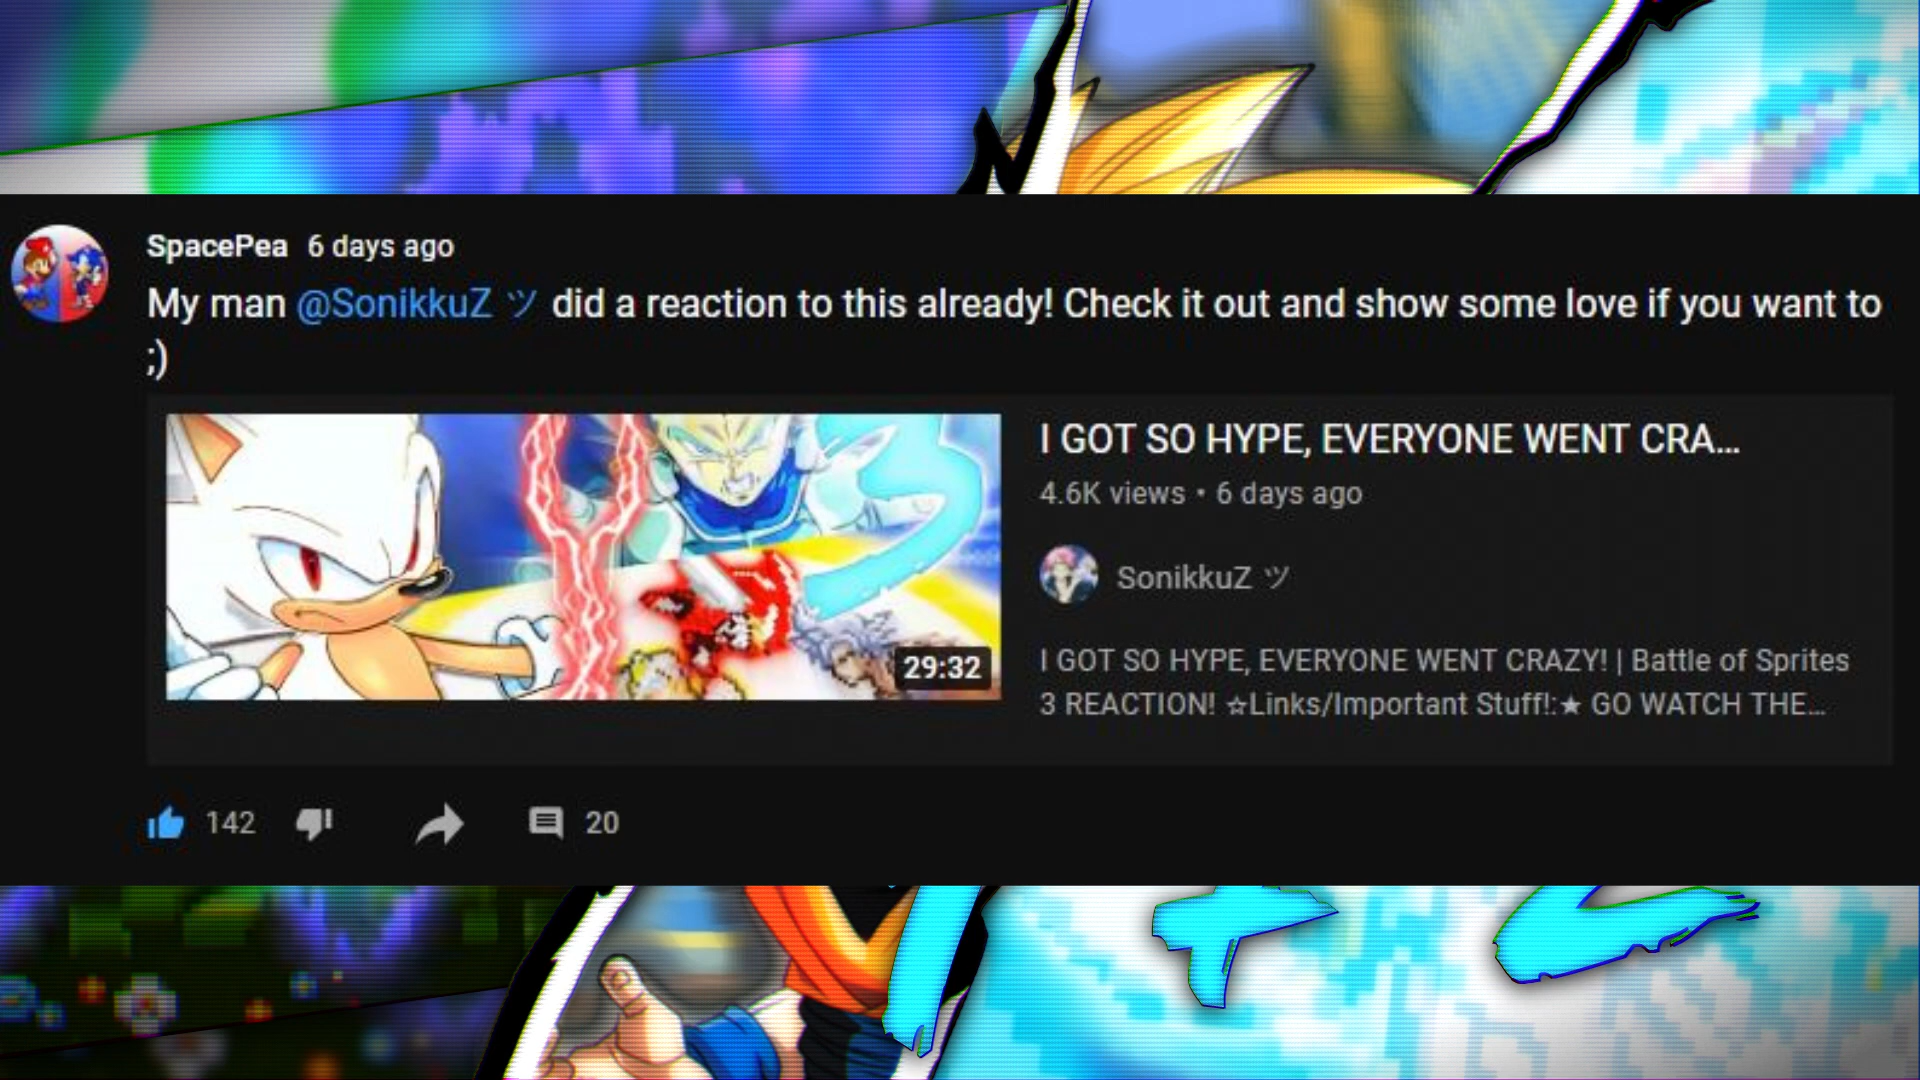 SpacePea 6 days ago
My man @SonikkuZ ツ did a reaction to this already! Check it out and show some love if you want to
;)
I GOT SO HYPE, EVERYONE WENT CRA...
4.6K views • 6 days ago
SonikkuZ ツ
I GOT SO HYPE, EVERYONE WENT CRAZY! | Battle of Sprites
3 REACTION! ☆Links/Important Stuff!:★ GO WATCH THE...
29:32
142 20